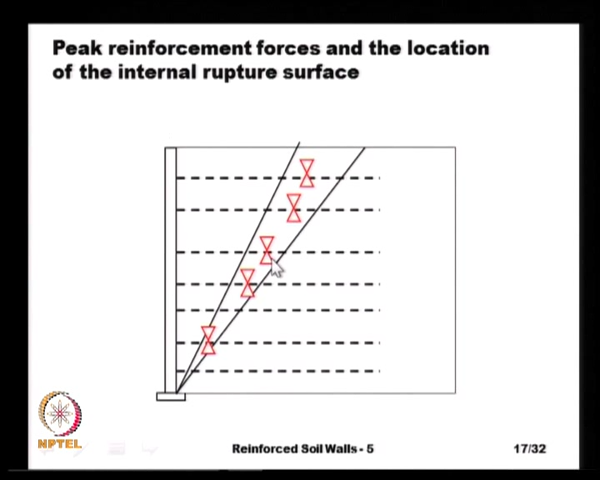 Peak reinforcement forces and the location
of the internal rupture surface
NPTEL
Reinforced Soil Walls - 5
17/32